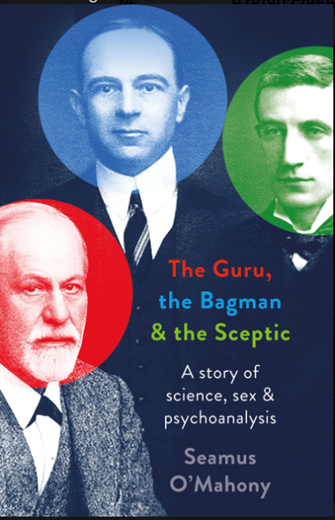 The Guru,
the Bagman
& the Sceptic
A story of
science, sex &
psychoanalysis
Seamus
O'Mahony